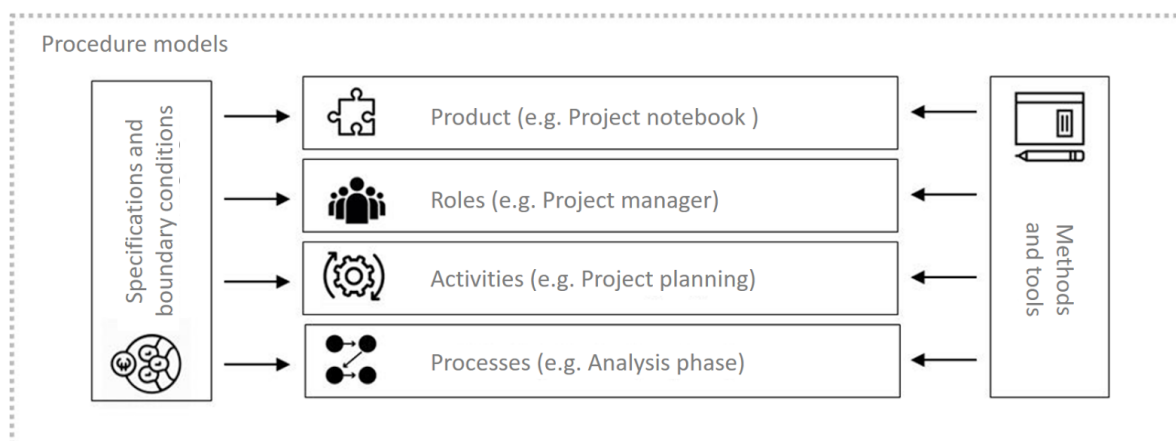 Procedure models
Specifications and
boundary conditions
Product (e.g. Project notebook )
Roles (e.g. Project manager)
Activities (e.g. Project planning)
Processes (e.g. Analysis phase)
Methods
and tools